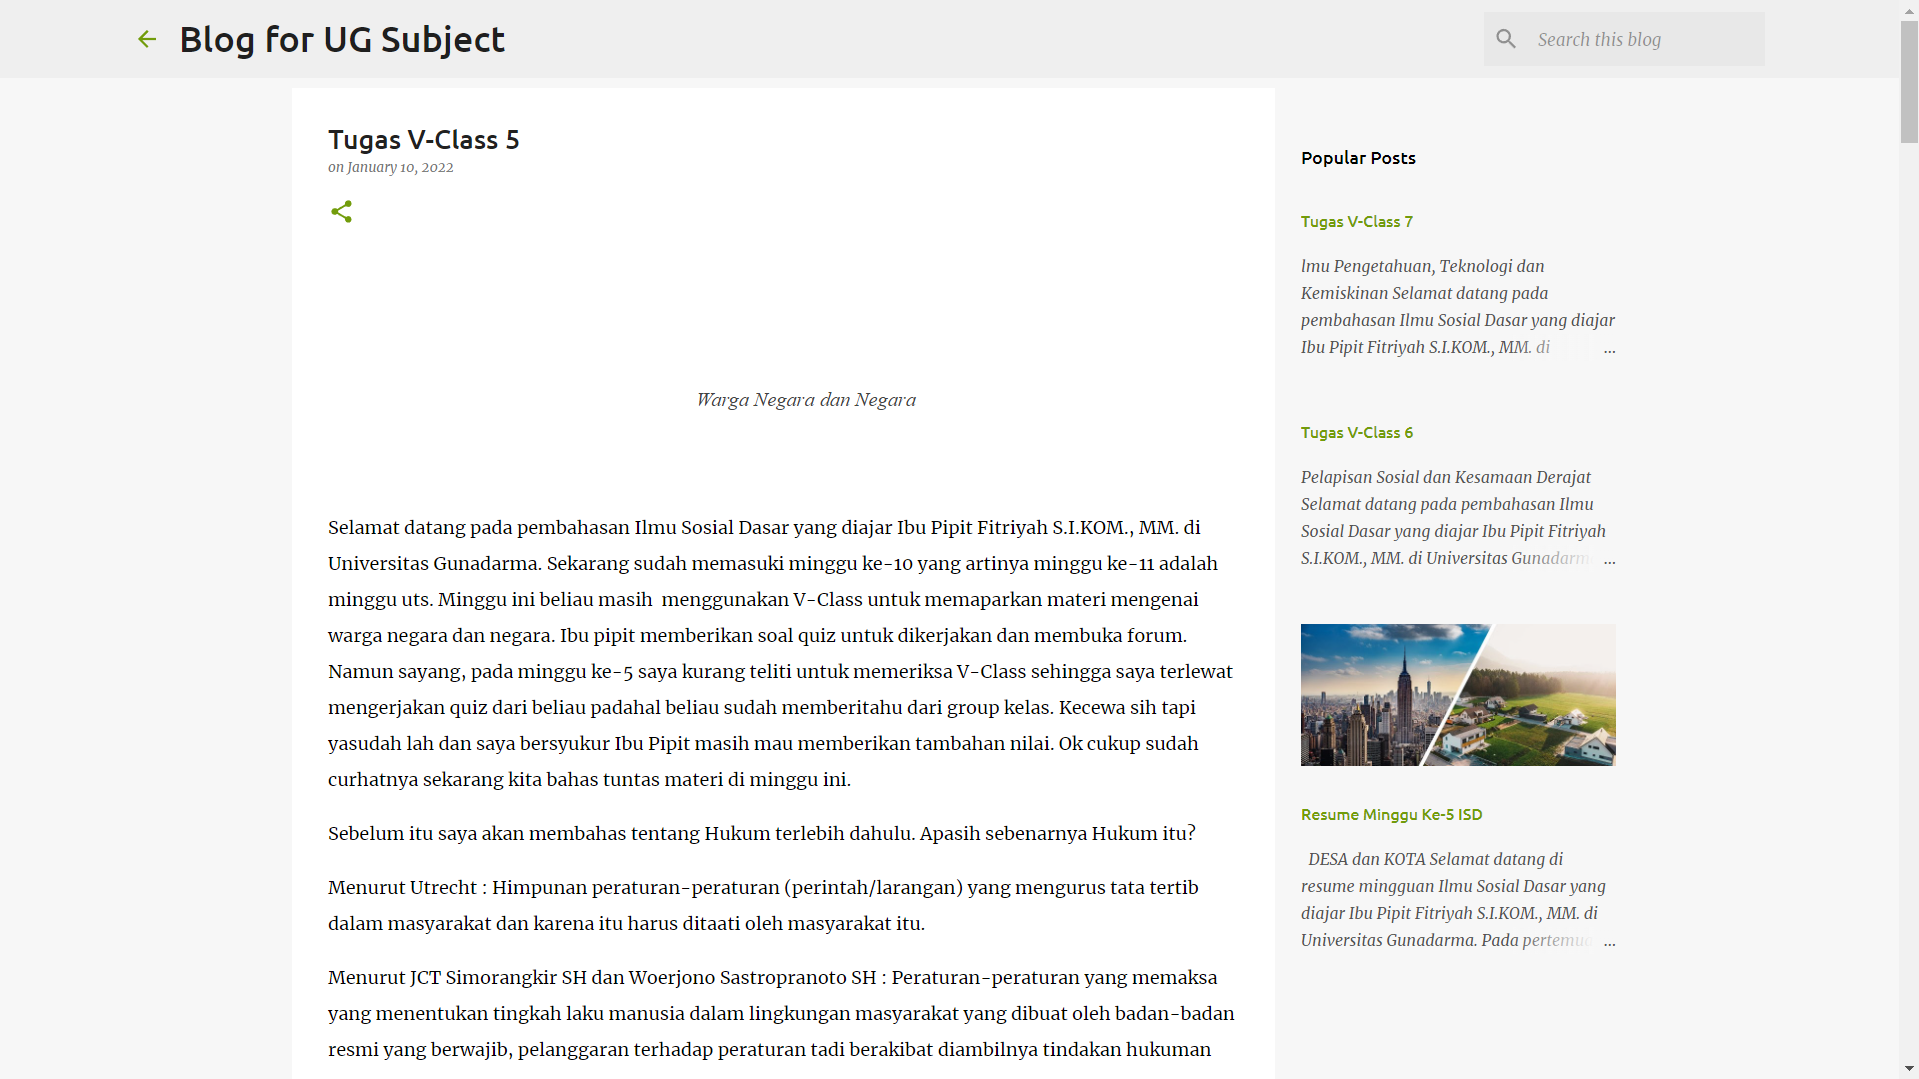 Blog for UG Subject
Search this blog
Tugas V-Class 5
on January 10, 2022
Warga Negara dan Negara
Selamat datang pada pembahasan Ilmu Sosial Dasar yang diajar Ibu Pipit Fitriyah S.I.KOM., MM. di
Universitas Gunadarma. Sekarang sudah memasuki minggu ke-10 yang artinya minggu ke-11 adalah
minggu uts. Minggu ini beliau masih  menggunakan V-Class untuk memaparkan materi mengenai
warga negara dan negara. Ibu pipit memberikan soal quiz untuk dikerjakan dan membuka forum.
Namun sayang, pada minggu ke-5 saya kurang teliti untuk memeriksa V-Class sehingga saya terlewat
mengerjakan quiz dari beliau padahal beliau sudah memberitahu dari group kelas. Kecewa sih tapi
yasudah lah dan saya bersyukur Ibu Pipit masih mau memberikan tambahan nilai. Ok cukup sudah
curhatnya sekarang kita bahas tuntas materi di minggu ini.
Sebelum itu saya akan membahas tentang Hukum terlebih dahulu. Apasih sebenarnya Hukum itu?
Menurut Utrecht : Himpunan peraturan-peraturan (perintah/larangan) yang mengurus tata tertib
dalam masyarakat dan karena itu harus ditaati oleh masyarakat itu.
Menurut JCT Simorangkir SH dan Woerjono Sastropranoto SH : Peraturan-peraturan yang memaksa
yang menentukan tingkah laku manusia dalam lingkungan masyarakat yang dibuat oleh badan-badan
resmi yang berwajib, pelanggaran terhadap peraturan tadi berakibat diambilnya tindakan hukuman
Popular Posts
Tugas V-Class 7
lmu Pengetahuan, Teknologi dan
Kemiskinan Selamat datang pada
pembahasan Ilmu Sosial Dasar yang diajar
Ibu Pipit Fitriyah S.I.KOM., MM. di ...
Tugas V-Class 6
Pelapisan Sosial dan Kesamaan Derajat
Selamat datang pada pembahasan Ilmu
Sosial Dasar yang diajar Ibu Pipit Fitriyah
S.I.KOM., MM. di Universitas Gunadarm ...
Resume Minggu Ke-5 ISD
DESA dan KOTA Selamat datang di
resume mingguan Ilmu Sosial Dasar yang
diajar Ibu Pipit Fitriyah S.I.KOM., MM. di
Universitas Gunadarma. Pada pertemua ...